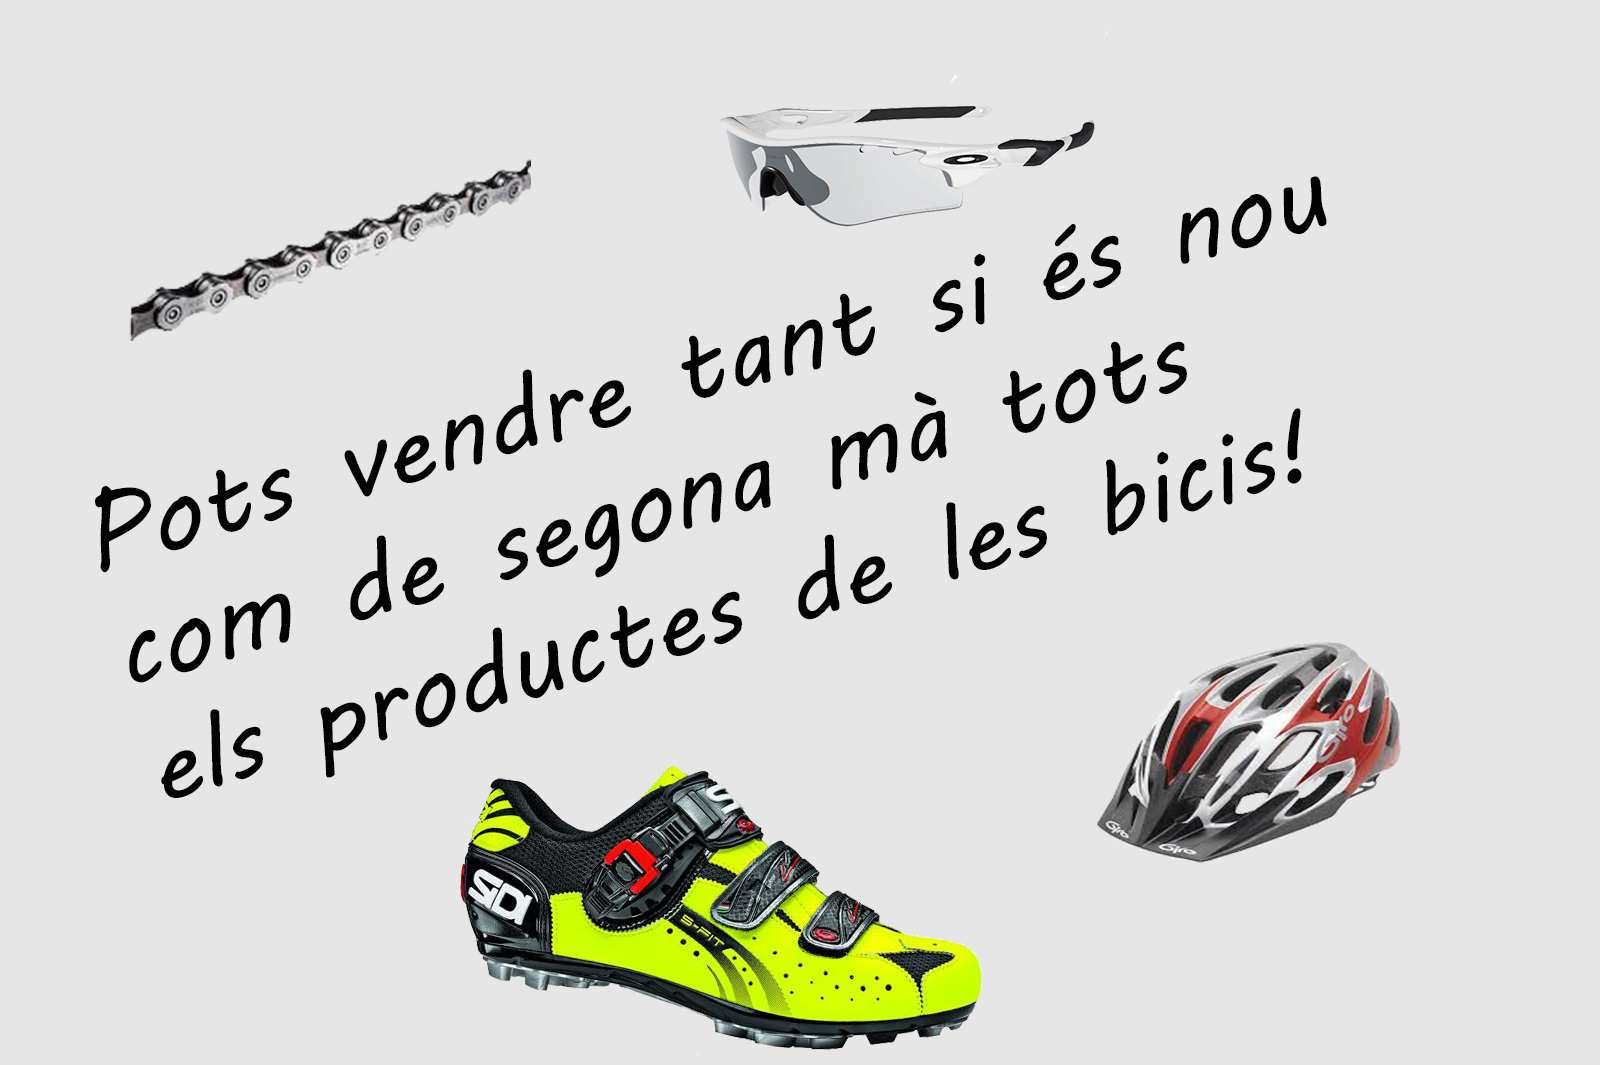 Pots vendre tant si és nou
com de segona mà tots
els productes de les bicis!
SIDI
S-FIT
Giro
Giro
Giro